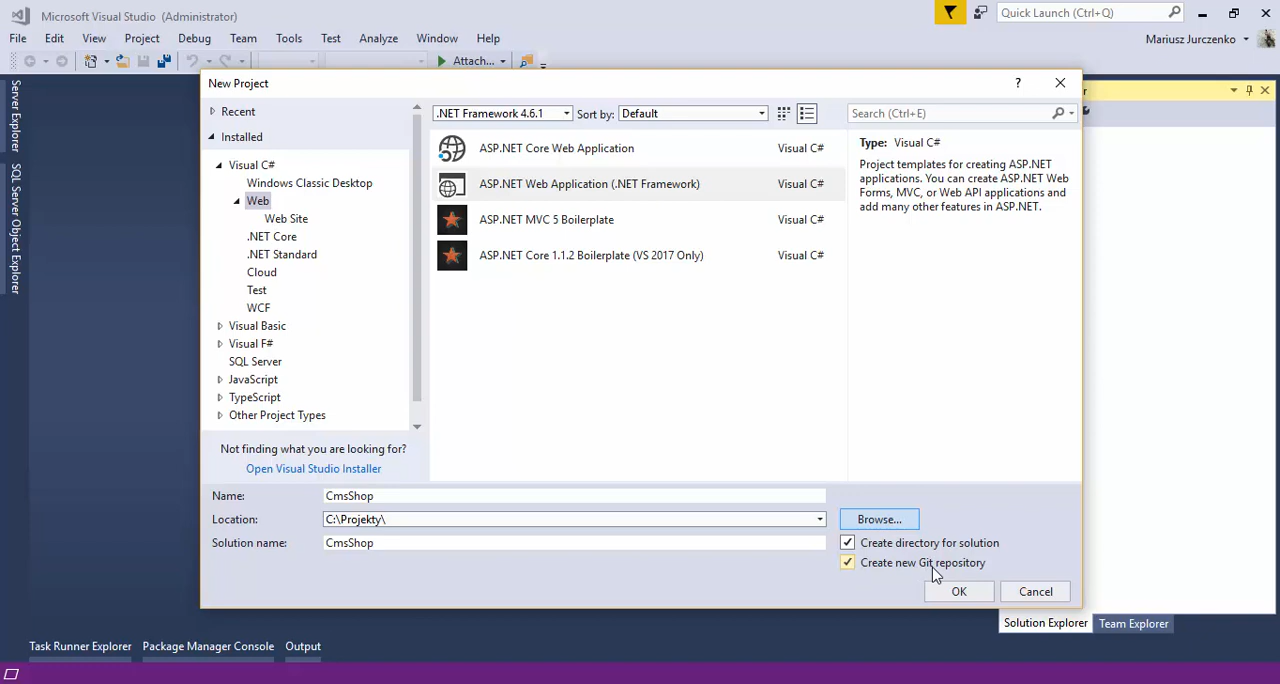 Microsoft Visual Studio (Administrator)
Quick Launch (Ctrl+Q)
File Edit View Project Debug Team Tools Test Analyze Window Help
Mariusz Jurczenko
Attach...
Server Explorer
SQL Server Object Explorer
New Project
?
Recent
Installed
Visual C#
Windows Classic Desktop
Web
Web Site
.NET Core
.NET Standard
Cloud
Test
WCF
Visual Basic
Visual F#
SQL Server
JavaScript
TypeScript
Other Project Types
Not finding what you are looking for?
Open Visual Studio Installer
.NET Framework 4.6.1 Sort by: Default
ASP.NET Core Web Application Visual C#
ASP.NET Web Application (.NET Framework) Visual C#
ASP.NET MVC 5 Boilerplate Visual C#
ASP.NET Core 1.1.2 Boilerplate (VS 2017 Only) Visual C#
Search (Ctrl+E)
Type: Visual C#
Project templates for creating ASP.NET
applications. You can create ASP.NET Web
Forms, MVC, or Web API applications and
add many other features in ASP.NET.
Name: CmsShop
Location: C:\Projekty\ Browse...
Solution name: CmsShop
Create directory for solution
Create new Git repository
OK Cancel
Solution Explorer Team Explorer
Task Runner Explorer Package Manager Console Output